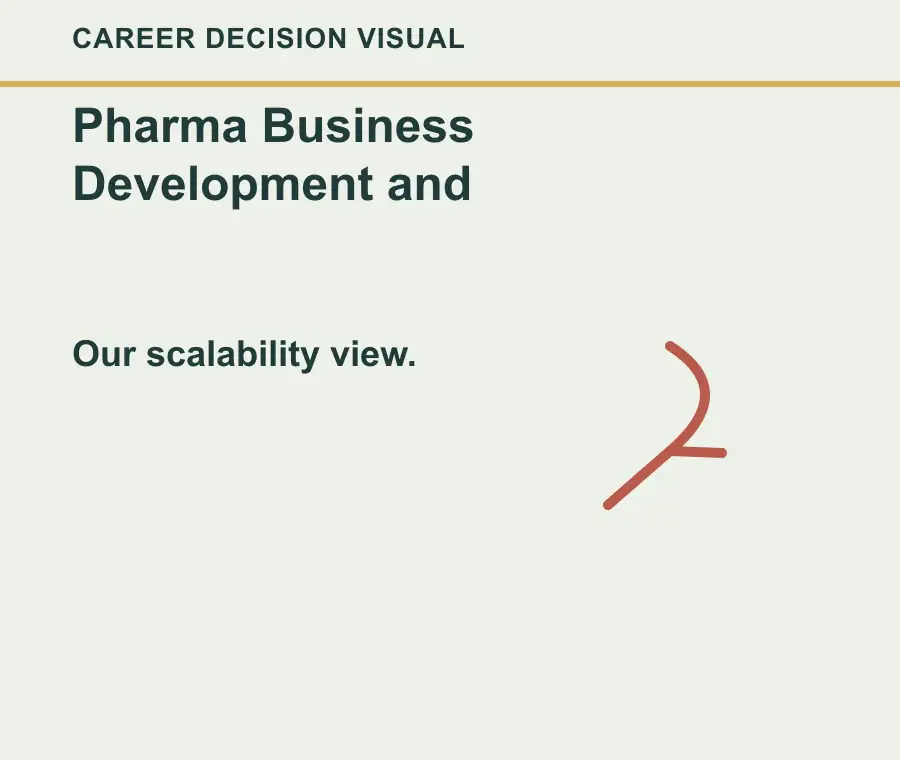 CAREER DECISION VISUAL
Pharma Business
Development and
Our scalability view.